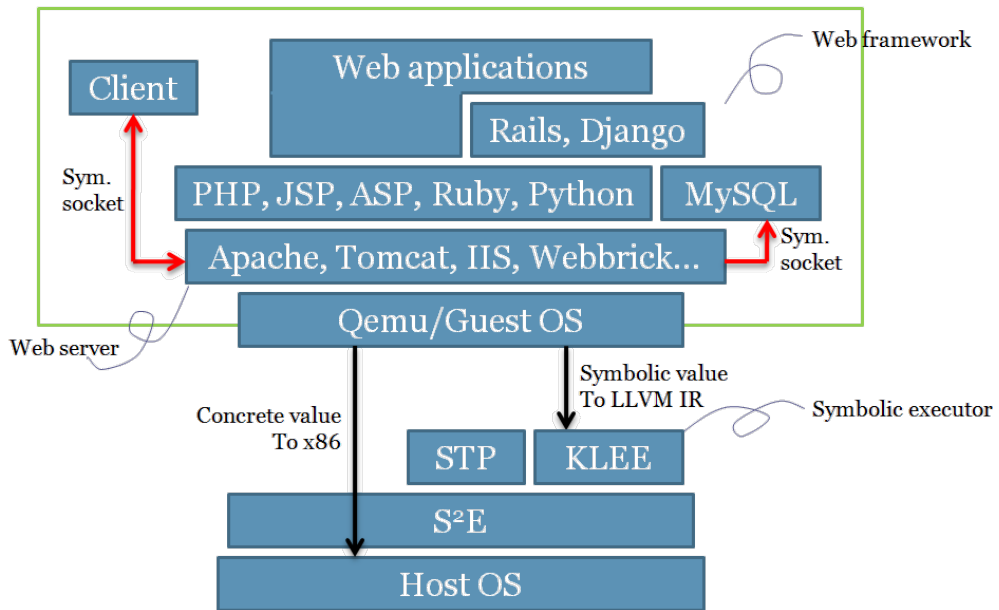 Web framework
Web applications
Client
Rails, Django
Sym.
socket
PHP, JSP, ASP, Ruby, Python
MySQL
Apache, Tomcat, IIS, Webbrick...
Sym.
socket
Qemu/Guest OS
Web server
Symbolic value
To LLVM IR
Concrete value
To x86
Symbolic executor
STP
KLEE
S²E
Host OS